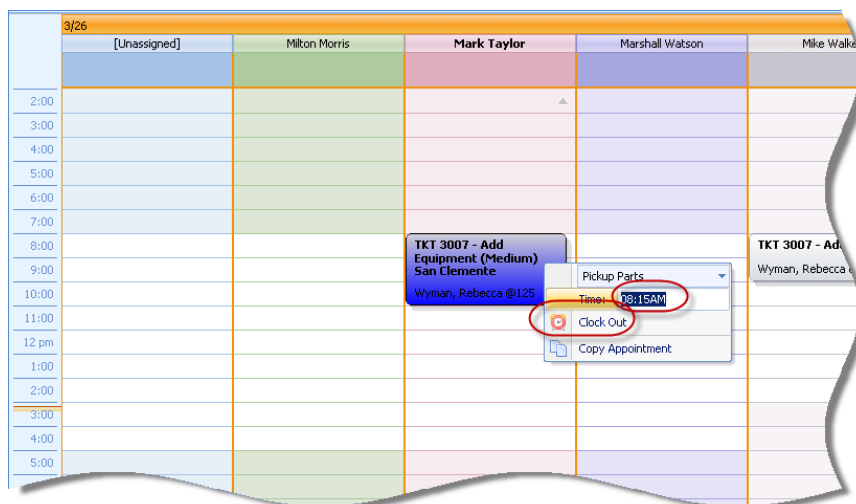 3/26
[Unassigned]
Milton Morris
Mark Taylor
Marshall Watson
Mike Walke
2:00
3:00
4:00
5:00
6:00
7:00
8:00
9:00
10:00
11:00
12 pm
1:00
2:00
3:00
4:00
5:00
TKT 3007 - Add
Equipment (Medium)
San Clemente
Wyman, Rebecca @125
Pickup Parts
Time: 08:15AM
Clock Out
Copy Appointment
TKT 3007 - Ad
Wyman, Rebecca